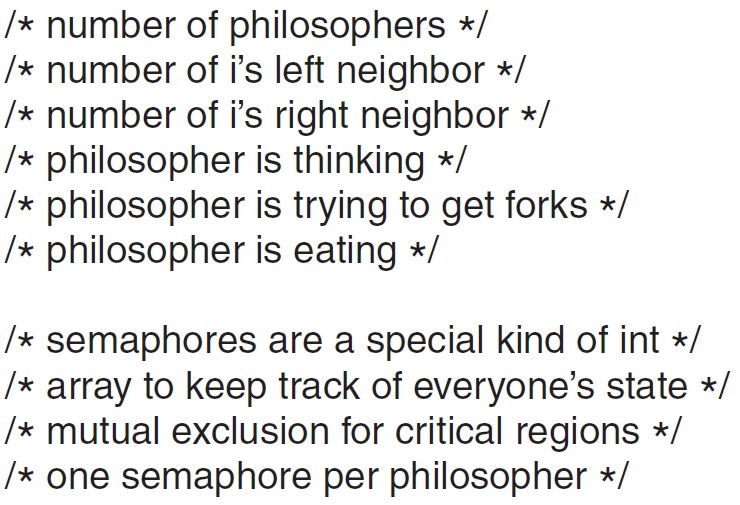 /* number of philosophers */
/* number of i’s left neighbor */
/* number of i’s right neighbor */
/* philosopher is thinking */
/* philosopher is trying to get forks */
/* philosopher is eating */
/* semaphores are a special kind of int */
/* array to keep track of everyone’s state */
/* mutual exclusion for critical regions */
/* one semaphore per philosopher */